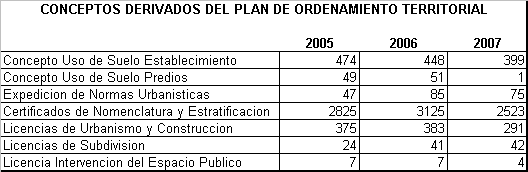 CONCEPTOS DERIVADOS DEL PLAN DE ORDENAMIENTO TERRITORIAL
2005 2006 2007
Concepto Uso de Suelo Establecimiento 474 448 399
Concepto Uso de Suelo Predios 49 51 1
Expedicion de Normas Urbanisticas 47 85 75
Certificados de Nomenclatura y Estratificacion 2825 3125 2523
Licencias de Urbanismo y Construccion 375 383 291
Licencias de Subdivision 24 41 42
Licencia Intervencion del Espacio Publico 7 7 4